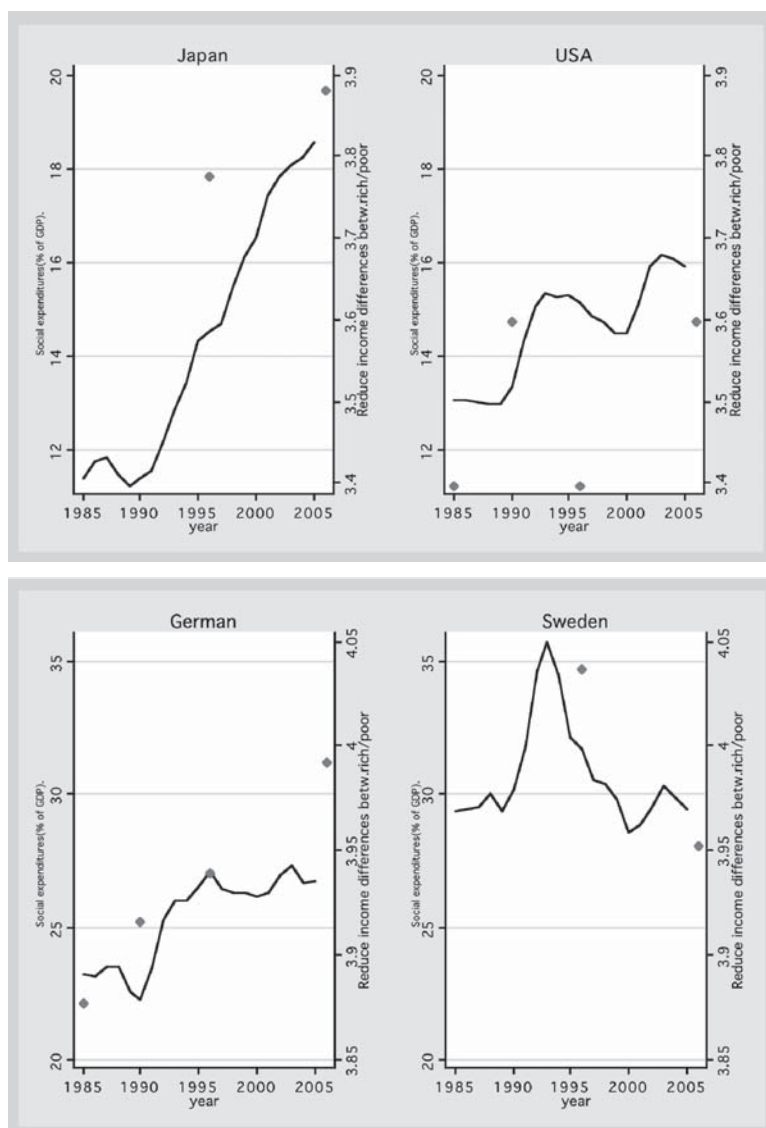 Japan
Social expenditures(% of GDP).
20
18
16
14
12
Reduce income differences betw.rich/poor
3.9
3.8
3.7
3.6
3.5
3.4
1985 1990 1995 2000 2005
year
USA
Social expenditures(% of GDP).
20
18
16
14
12
Reduce income differences betw.rich/poor
3.9
3.8
3.7
3.6
3.5
3.4
1985 1990 1995 2000 2005
year
German
Social expenditures(% of GDP).
35
30
25
20
Reduce income differences betw.rich/poor
4.05
4
3.95
3.9
3.85
1985 1990 1995 2000 2005
year
Sweden
Social expenditures(% of GDP).
35
30
25
20
Reduce income differences betw.rich/poor
4.05
4
3.95
3.9
3.85
1985 1990 1995 2000 2005
year